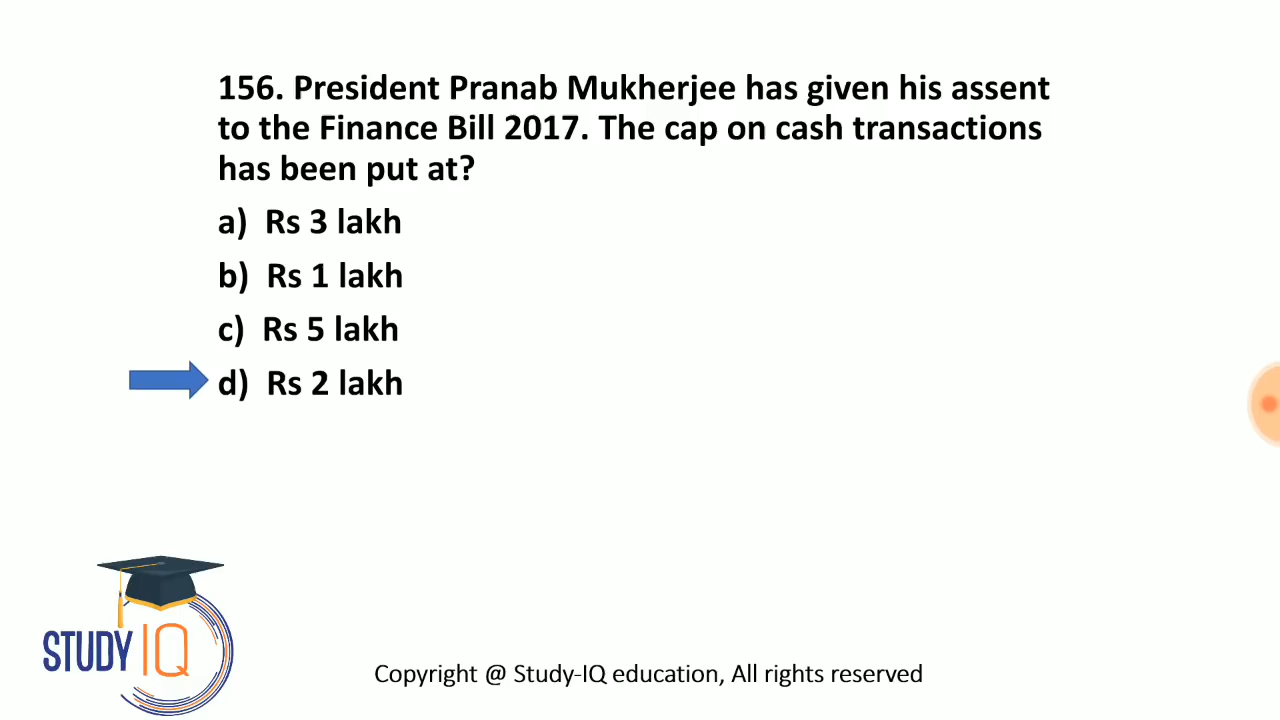 156. President Pranab Mukherjee has given his assent
to the Finance Bill 2017. The cap on cash transactions
has been put at?
a) Rs 3 lakh
b) Rs 1 lakh
c) Rs 5 lakh
d) Rs 2 lakh
STUDY IQ
Copyright @ Study-IQ education, All rights reserved